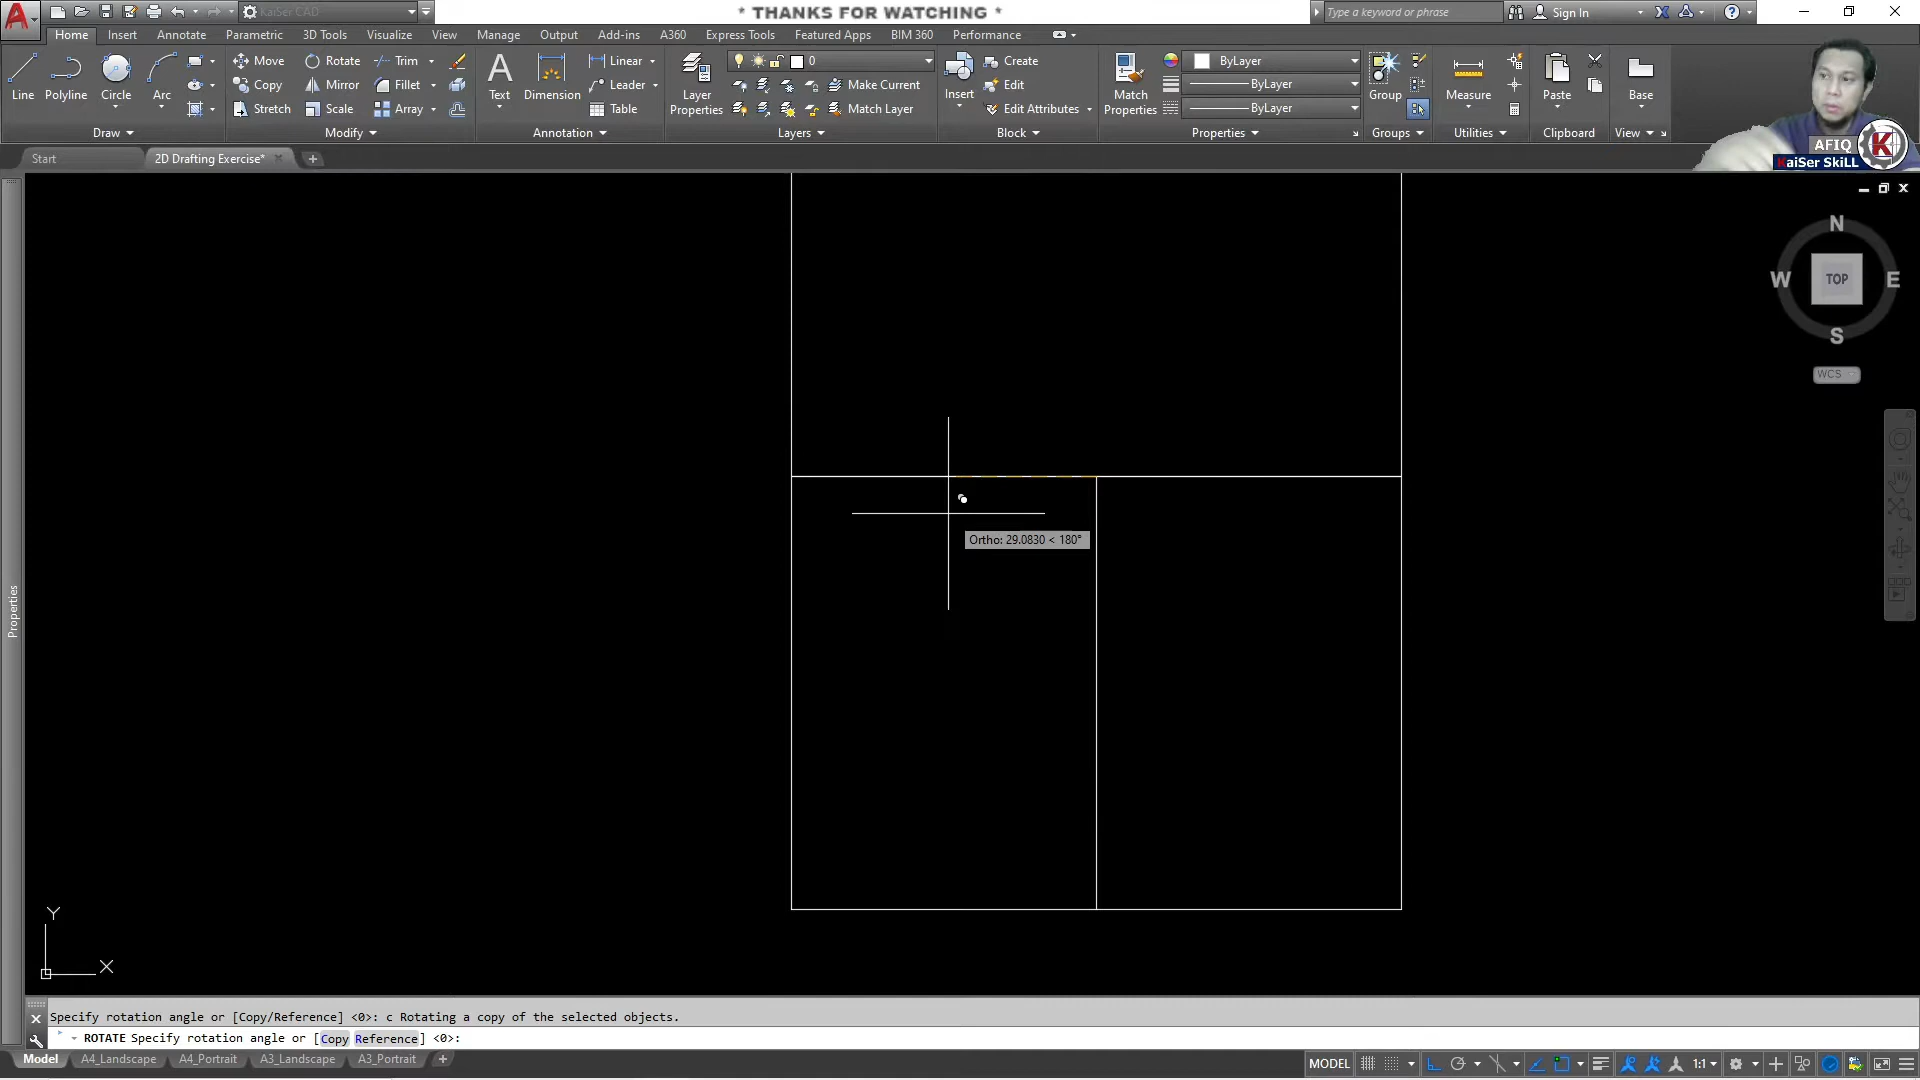 KaiSer CAD
* THANKS FOR WATCHING *
Type a keyword or phrase
Sign In
Home Insert Annotate Parametric 3D Tools Visualize View Manage Output Add-ins A360 Express Tools Featured Apps BIM 360 Performance
Line Polyline Circle Arc
Draw
Move Rotate Trim
Copy Mirror Fillet
Stretch Scale Array
Modify
Text Dimension
Linear
Leader
Table
Annotation
Layer Properties
0
Make Current
Match Layer
Layers
Insert
Create
Edit
Edit Attributes
Block
Match Properties
ByLayer
ByLayer
ByLayer
Properties
Group
Groups
Measure
Utilities
Paste
Clipboard
Base
View
AFIQ
KaiSer SkiLL
K
Start
2D Drafting Exercise*
N
W TOP E
S
WCS
Ortho: 29.0830 < 180°
Properties
Y
X
Specify rotation angle or [Copy/Reference] <0>: c Rotating a copy of the selected objects.
ROTATE Specify rotation angle or [Copy Reference] <0>:
Model A4_Landscape A4_Portrait A3_Landscape A3_Portrait
MODEL 1:1